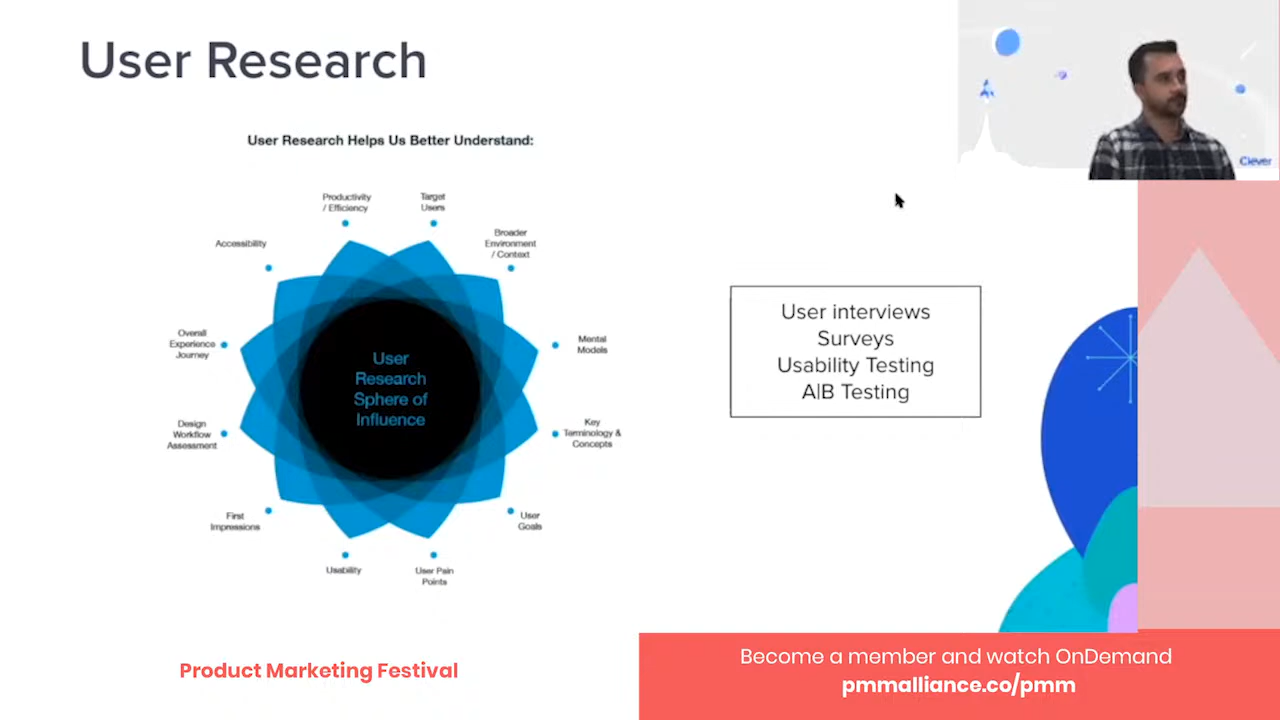 User Research
User Research Helps Us Better Understand:
Productivity
/ Efficiency
Target
Users
Broader
Environment
/ Context
Accessibility
Overall
Experience
Journey
Mental
Models
User
Research
Sphere of
Influence
Design
Workflow
Assessment
Key
Terminology &
Concepts
First
Impressions
User
Goals
Usability
User Pain
Points
User interviews
Surveys
Usability Testing
A|B Testing
Clever
Product Marketing Festival
Become a member and watch OnDemand
pmmalliance.co/pmm